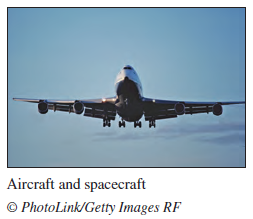 Aircraft and spacecraft
© PhotoLink/Getty Images RF